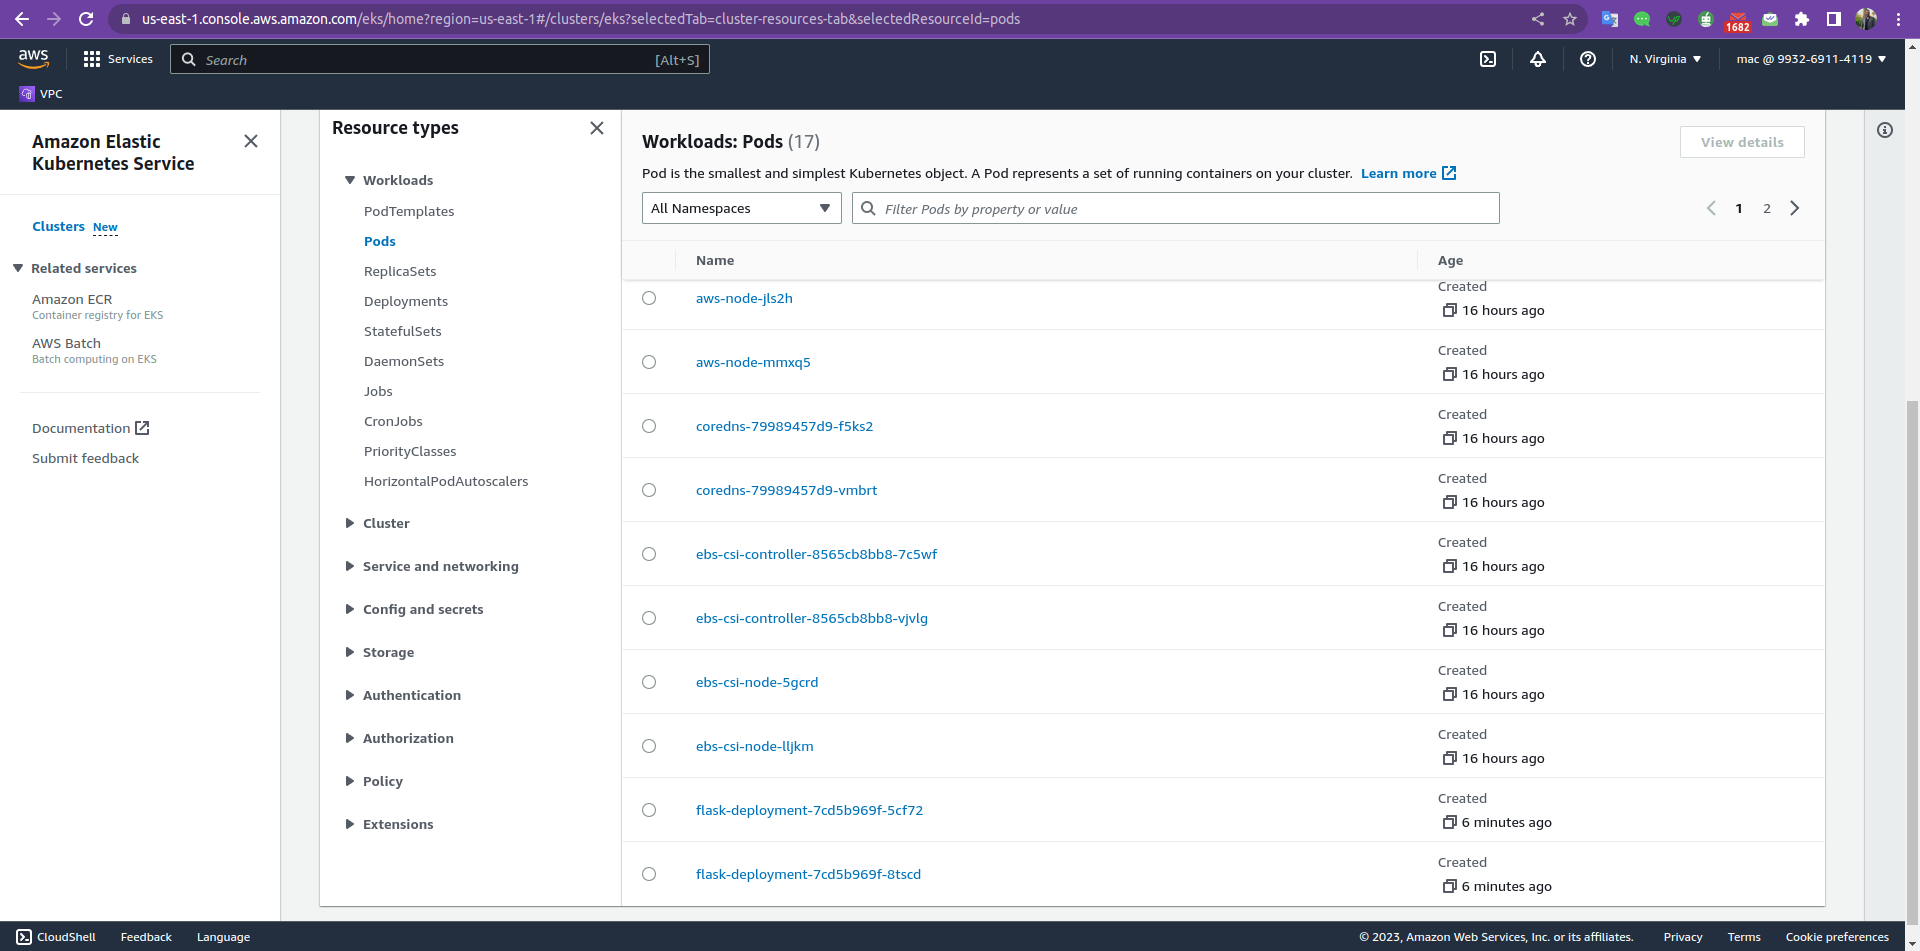 us-east-1.console.aws.amazon.com/eks/home?region=us-east-1#/clusters/eks?selectedTab=cluster-resources-tab&selectedResourceId=pods
1682
aws
Services
Search
[Alt+S]
N. Virginia
mac @ 9932-6911-4119
VPC
Amazon Elastic
Kubernetes Service
Clusters New
Related services
Amazon ECR
Container registry for EKS
AWS Batch
Batch computing on EKS
Documentation
Submit feedback
Resource types
Workloads
PodTemplates
Pods
ReplicaSets
Deployments
StatefulSets
DaemonSets
Jobs
CronJobs
PriorityClasses
HorizontalPodAutoscalers
Cluster
Service and networking
Config and secrets
Storage
Authentication
Authorization
Policy
Extensions
Workloads: Pods (17)
View details
Pod is the smallest and simplest Kubernetes object. A Pod represents a set of running containers on your cluster. Learn more
All Namespaces
Filter Pods by property or value
1 2
Name
Age
aws-node-jls2h
Created
16 hours ago
aws-node-mmxq5
Created
16 hours ago
coredns-79989457d9-f5ks2
Created
16 hours ago
coredns-79989457d9-vmbrt
Created
16 hours ago
ebs-csi-controller-8565cb8bb8-7c5wf
Created
16 hours ago
ebs-csi-controller-8565cb8bb8-vjvlg
Created
16 hours ago
ebs-csi-node-5gcrd
Created
16 hours ago
ebs-csi-node-lljkm
Created
16 hours ago
flask-deployment-7cd5b969f-5cf72
Created
6 minutes ago
flask-deployment-7cd5b969f-8tscd
Created
6 minutes ago
CloudShell
Feedback
Language
© 2023, Amazon Web Services, Inc. or its affiliates.
Privacy
Terms
Cookie preferences